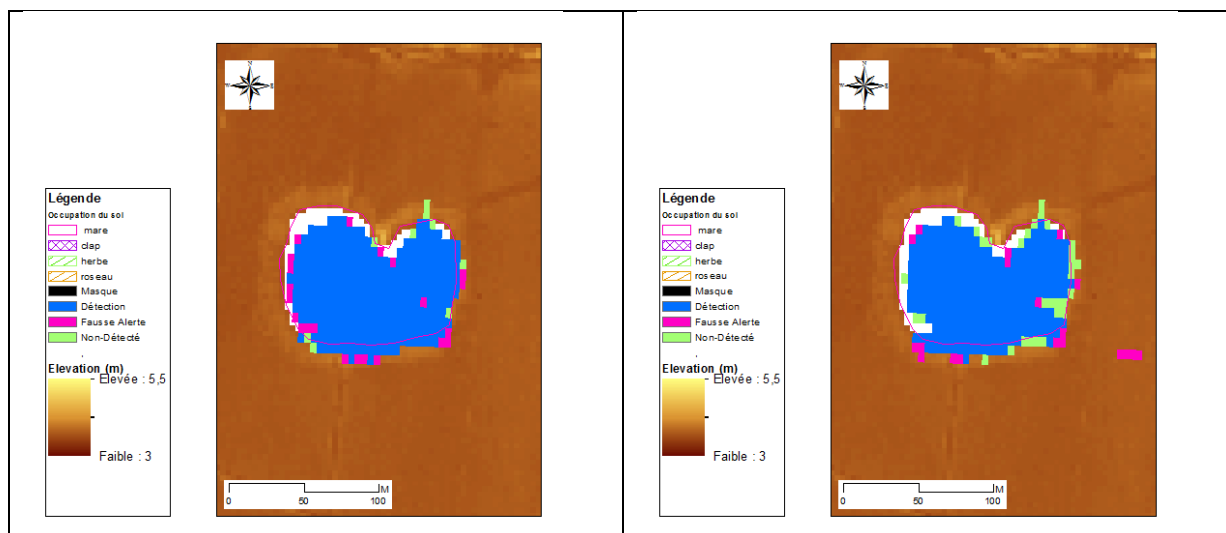 N
W
E
S
Légende
Occupation du sol
mare
clap
herbe
roseau
Masque
Détection
Fausse Alerte
Non-Détecté
Elevation (m)
Elevée : 5,5
Faible : 3
M
0 50 100
N
W
E
S
Légende
Occupation du sol
mare
clap
herbe
roseau
Masque
Détection
Fausse Alerte
Non-Détecté
Elevation (m)
Elevée : 5,5
Faible : 3
M
0 50 100